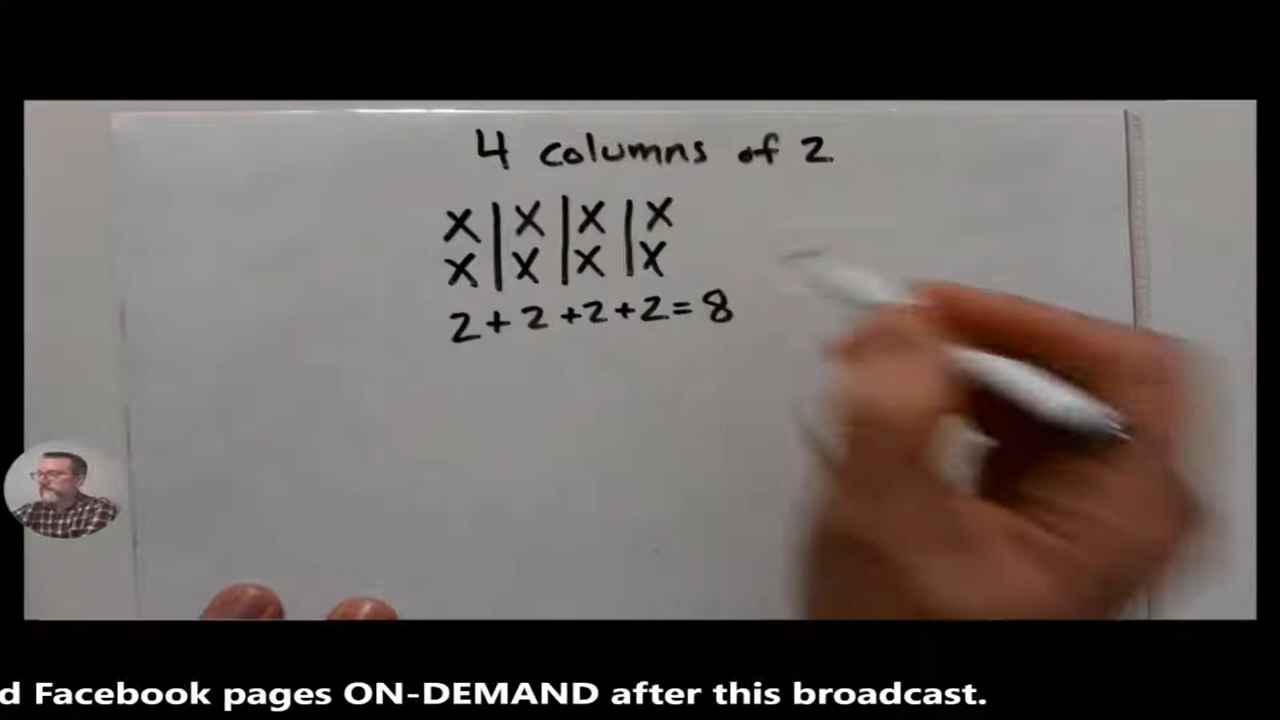 4 columns of 2
X | X | X | X
X | X | X | X
2 + 2 + 2 + 2 = 8
d Facebook pages ON-DEMAND after this broadcast.